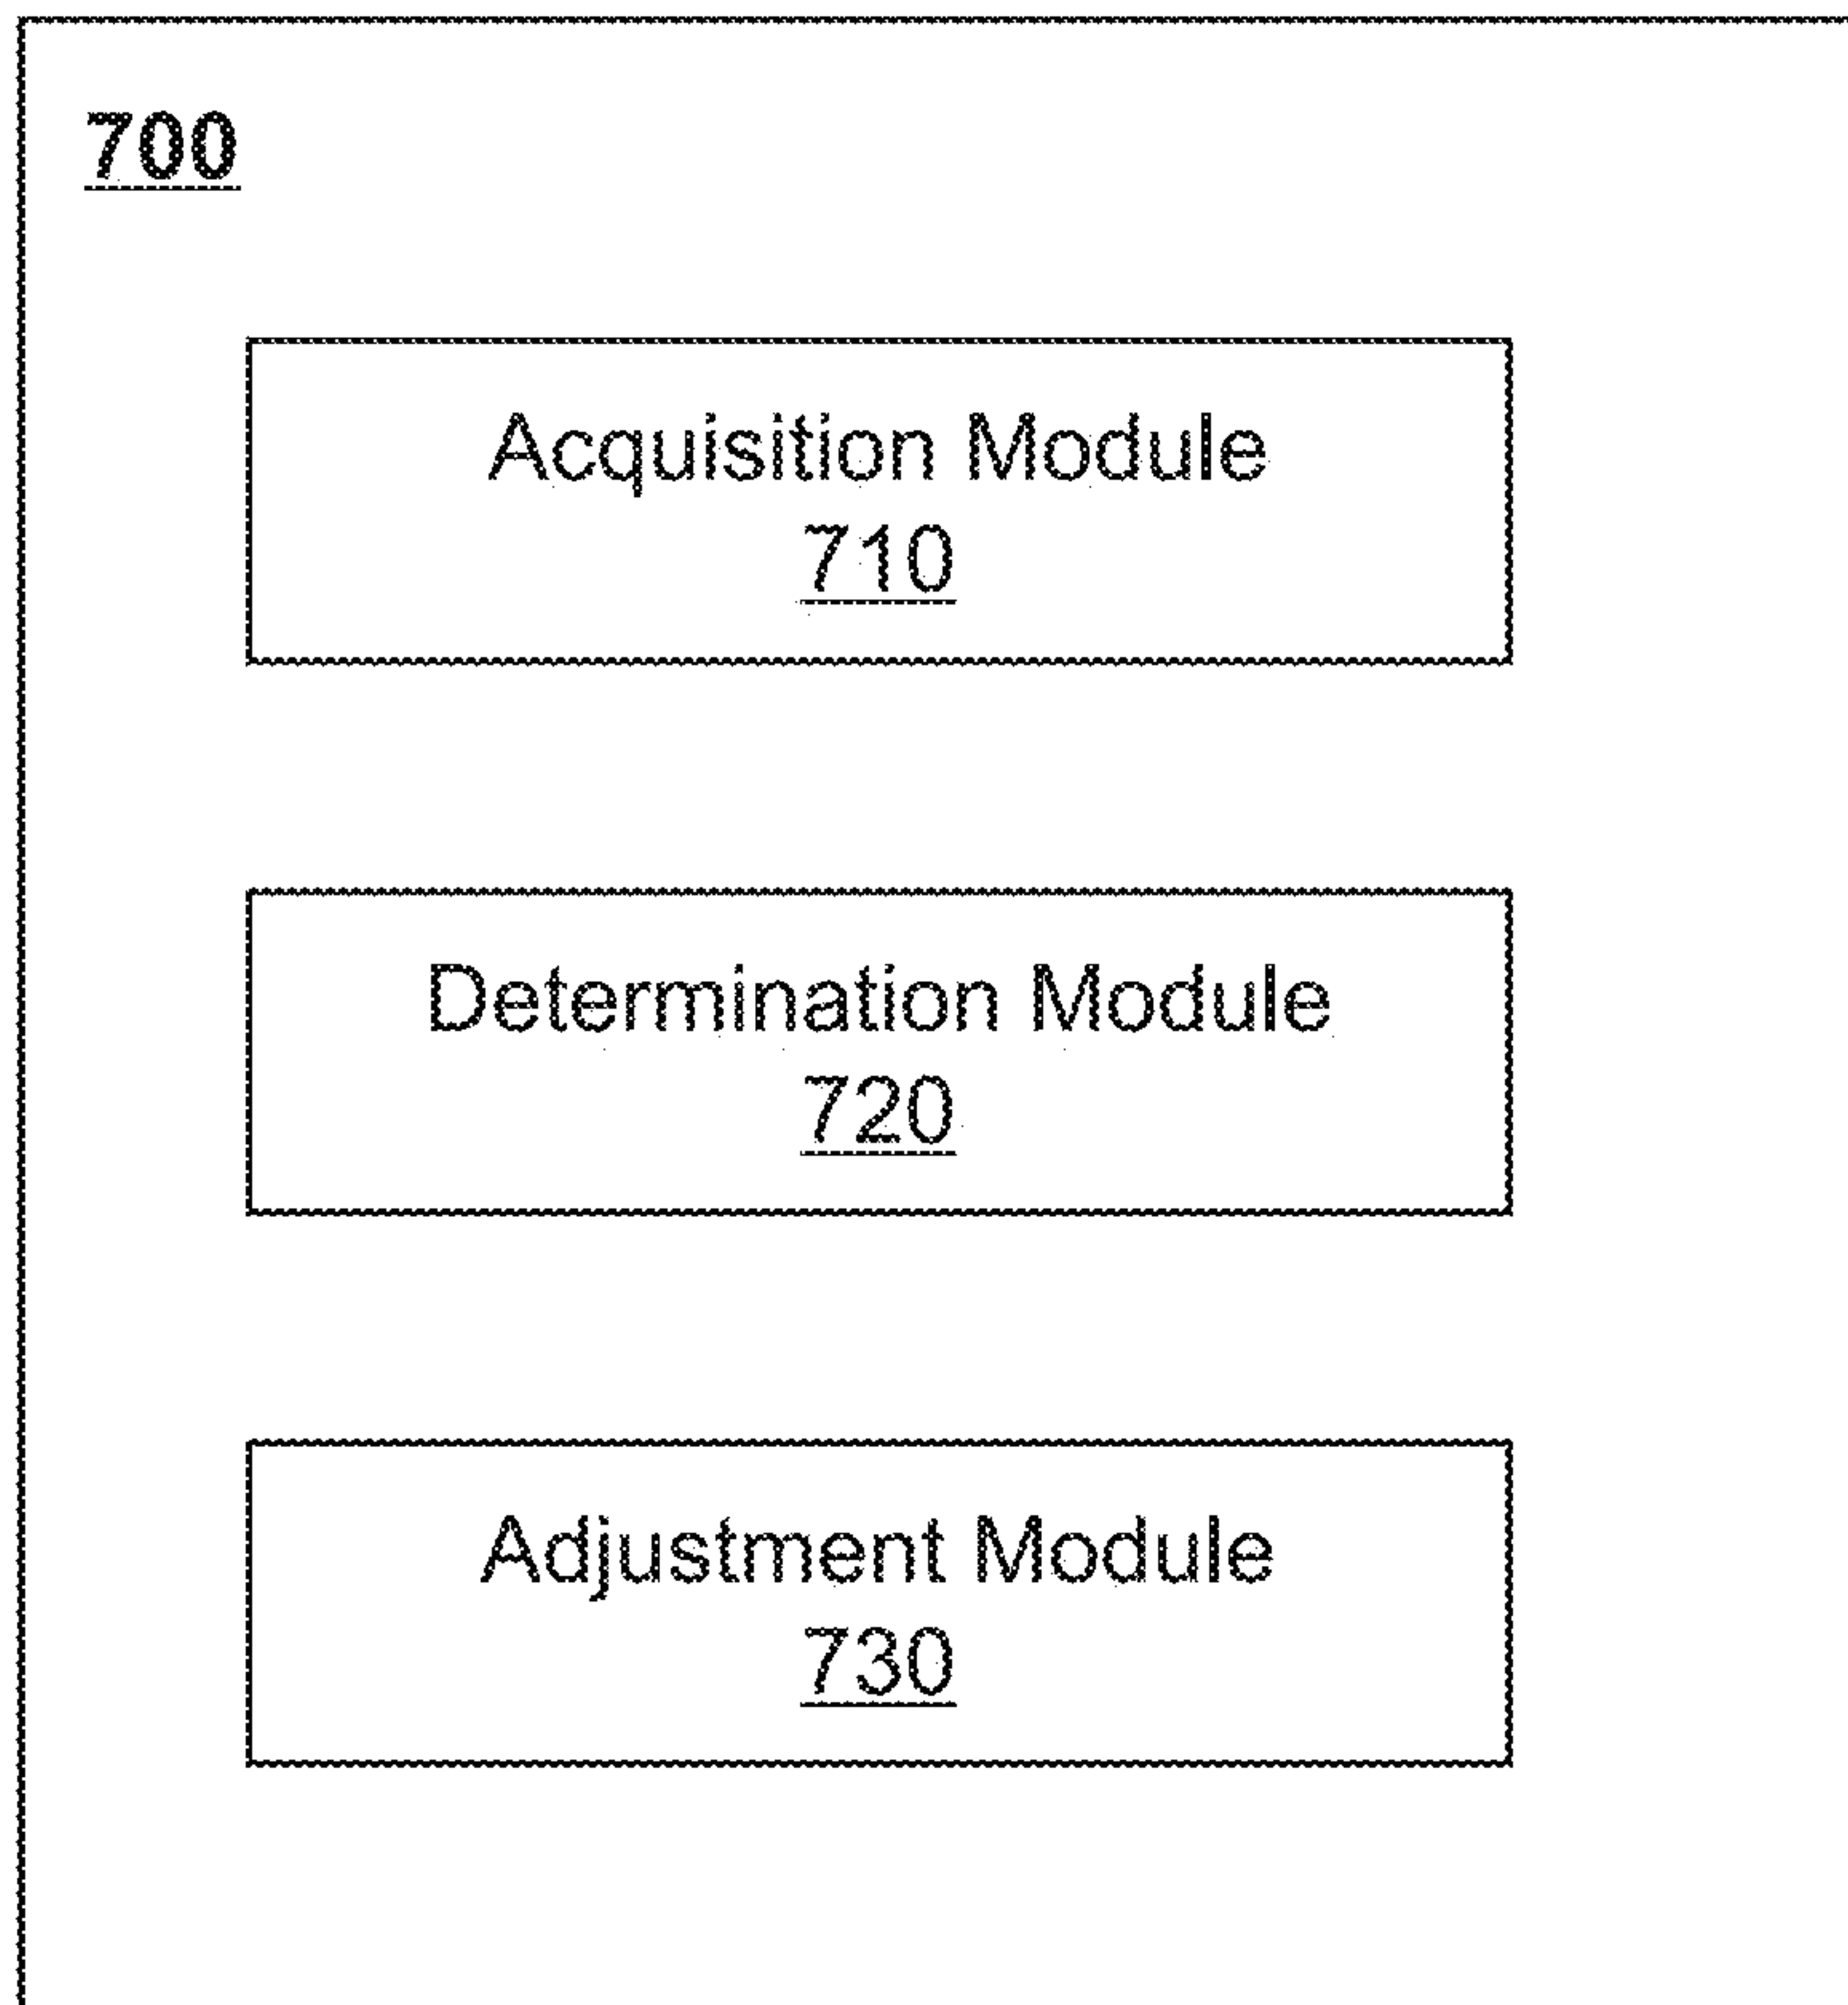 700
Acquisition Module
710
Determination Module
720
Adjustment Module
730